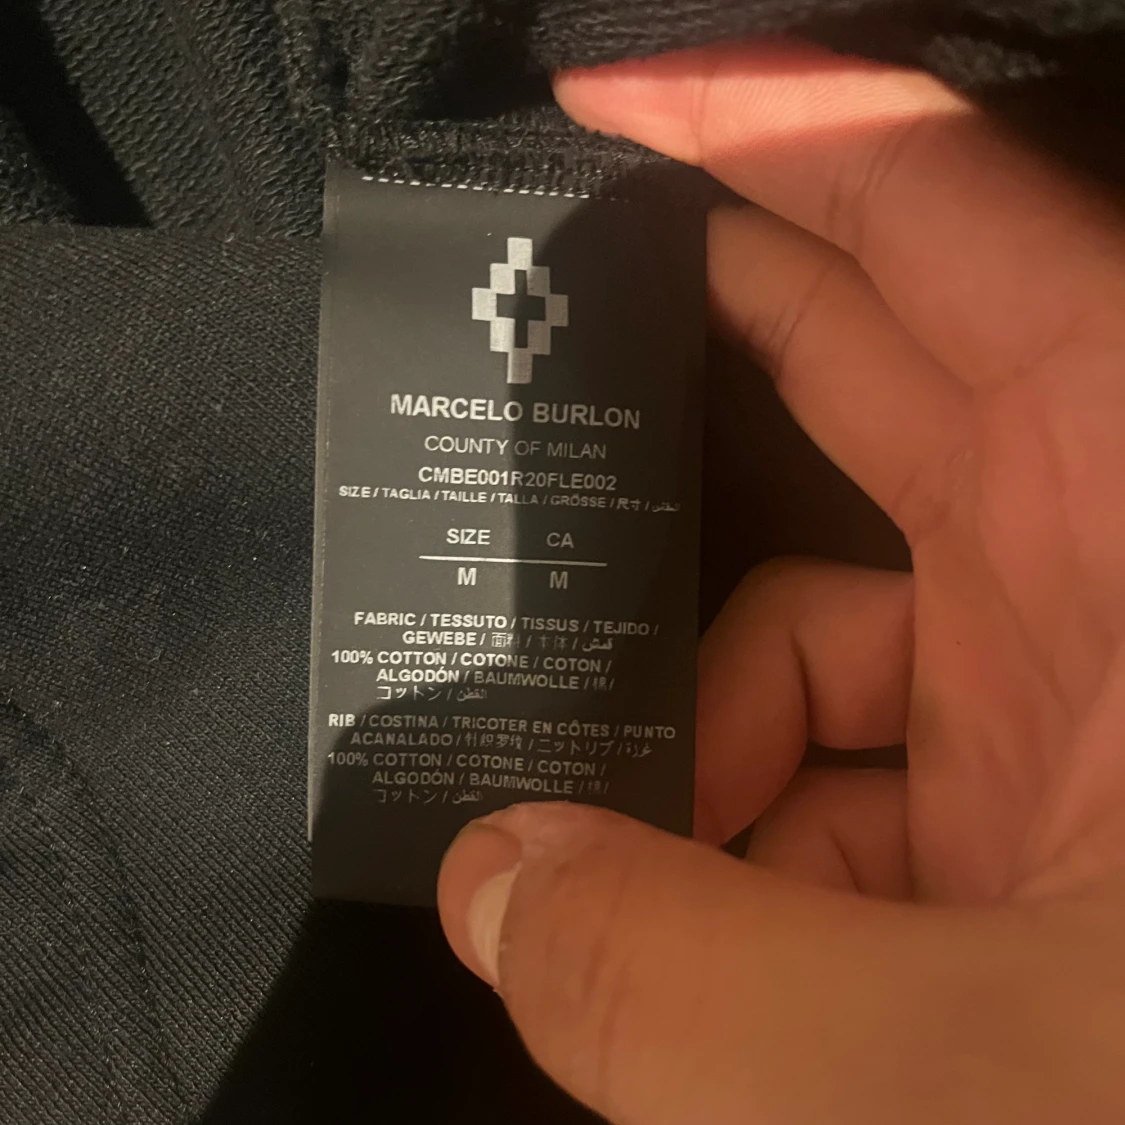 MARCELO BURLON
COUNTY OF MILAN
CMBE001R20FLE002
SIZE / TAGLIA / TAILLE / TALLA / GRÖSSE / 尺寸 /
SIZE CA
M M
FABRIC / TESSUTO / TISSUS / TEJIDO /
GEWEBE / 面料 / / قمش
100% COTTON / COTONE / COTON /
ALGODÓN / BAUMWOLLE / 棉 /
コットン / القطن
RIB / COSTINA / TRICOTER EN CÔTES / PUNTO
ACANALADO / 针织罗纹 / ニットリブ /
100% COTTON / COTONE / COTON /
ALGODÓN / BAUMWOLLE / 棉 /
コットン / القطن